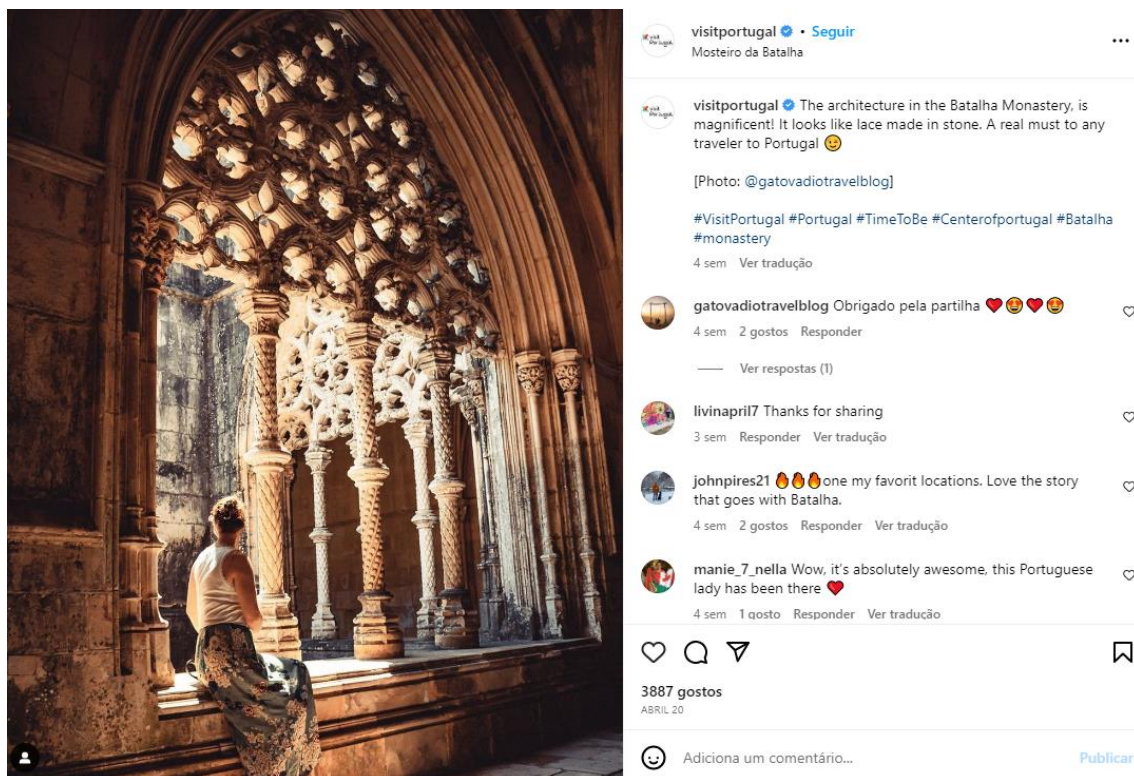 visitportugal • Seguir
Mosteiro da Batalha
visitportugal The architecture in the Batalha Monastery, is
magnificent! It looks like lace made in stone. A real must to any
traveler to Portugal 😉
[Photo: @gatovadiotravelblog]
#VisitPortugal #Portugal #TimeToBe #Centerofportugal #Batalha
#monastery
4 sem Ver tradução
gatovadiotravelblog Obrigado pela partilha ❤️😍❤️😍
4 sem 2 gostos Responder
Ver respostas (1)
livinapril7 Thanks for sharing
3 sem Responder Ver tradução
johnpires21 🔥🔥🔥one my favorit locations. Love the story
that goes with Batalha.
4 sem 2 gostos Responder Ver tradução
manie_7_nella Wow, it's absolutely awesome, this Portuguese
lady has been there ❤️
4 sem 1 gosto Responder Ver tradução
3887 gostos
ABRIL 20
Adiciona um comentário...
Publicar